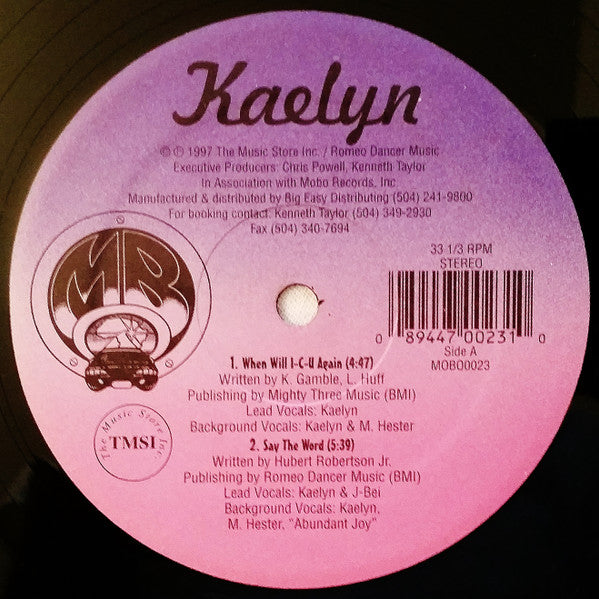 Kaelyn
© ℗ 1997 The Music Store Inc. / Romeo Dancer Music
Executive Producers: Chris Powell, Kenneth Taylor
In Association with Mobo Records, Inc
Manufactured & distributed by Big Easy Distributing (504) 241-9800
For booking contact: Kenneth Taylor (504) 349-2930
Fax (504) 340-7694
MR
33 1/3 RPM
STEREO
0 89447 00231 0
Side A
MOBO0023
1. When Will I-C-U Again (4:47)
Written by K. Gamble, L. Huff
Publishing by Mighty Three Music (BMI)
Lead Vocals: Kaelyn
Background Vocals: Kaelyn & M. Hester
The Music Store Inc.
TMSI
2. Say The Word (5:39)
Written by Hubert Robertson Jr.
Publishing by Romeo Dancer Music (BMI)
Lead Vocals: Kaelyn & J-Bei
Background Vocals: Kaelyn,
M. Hester, "Abundant Joy"